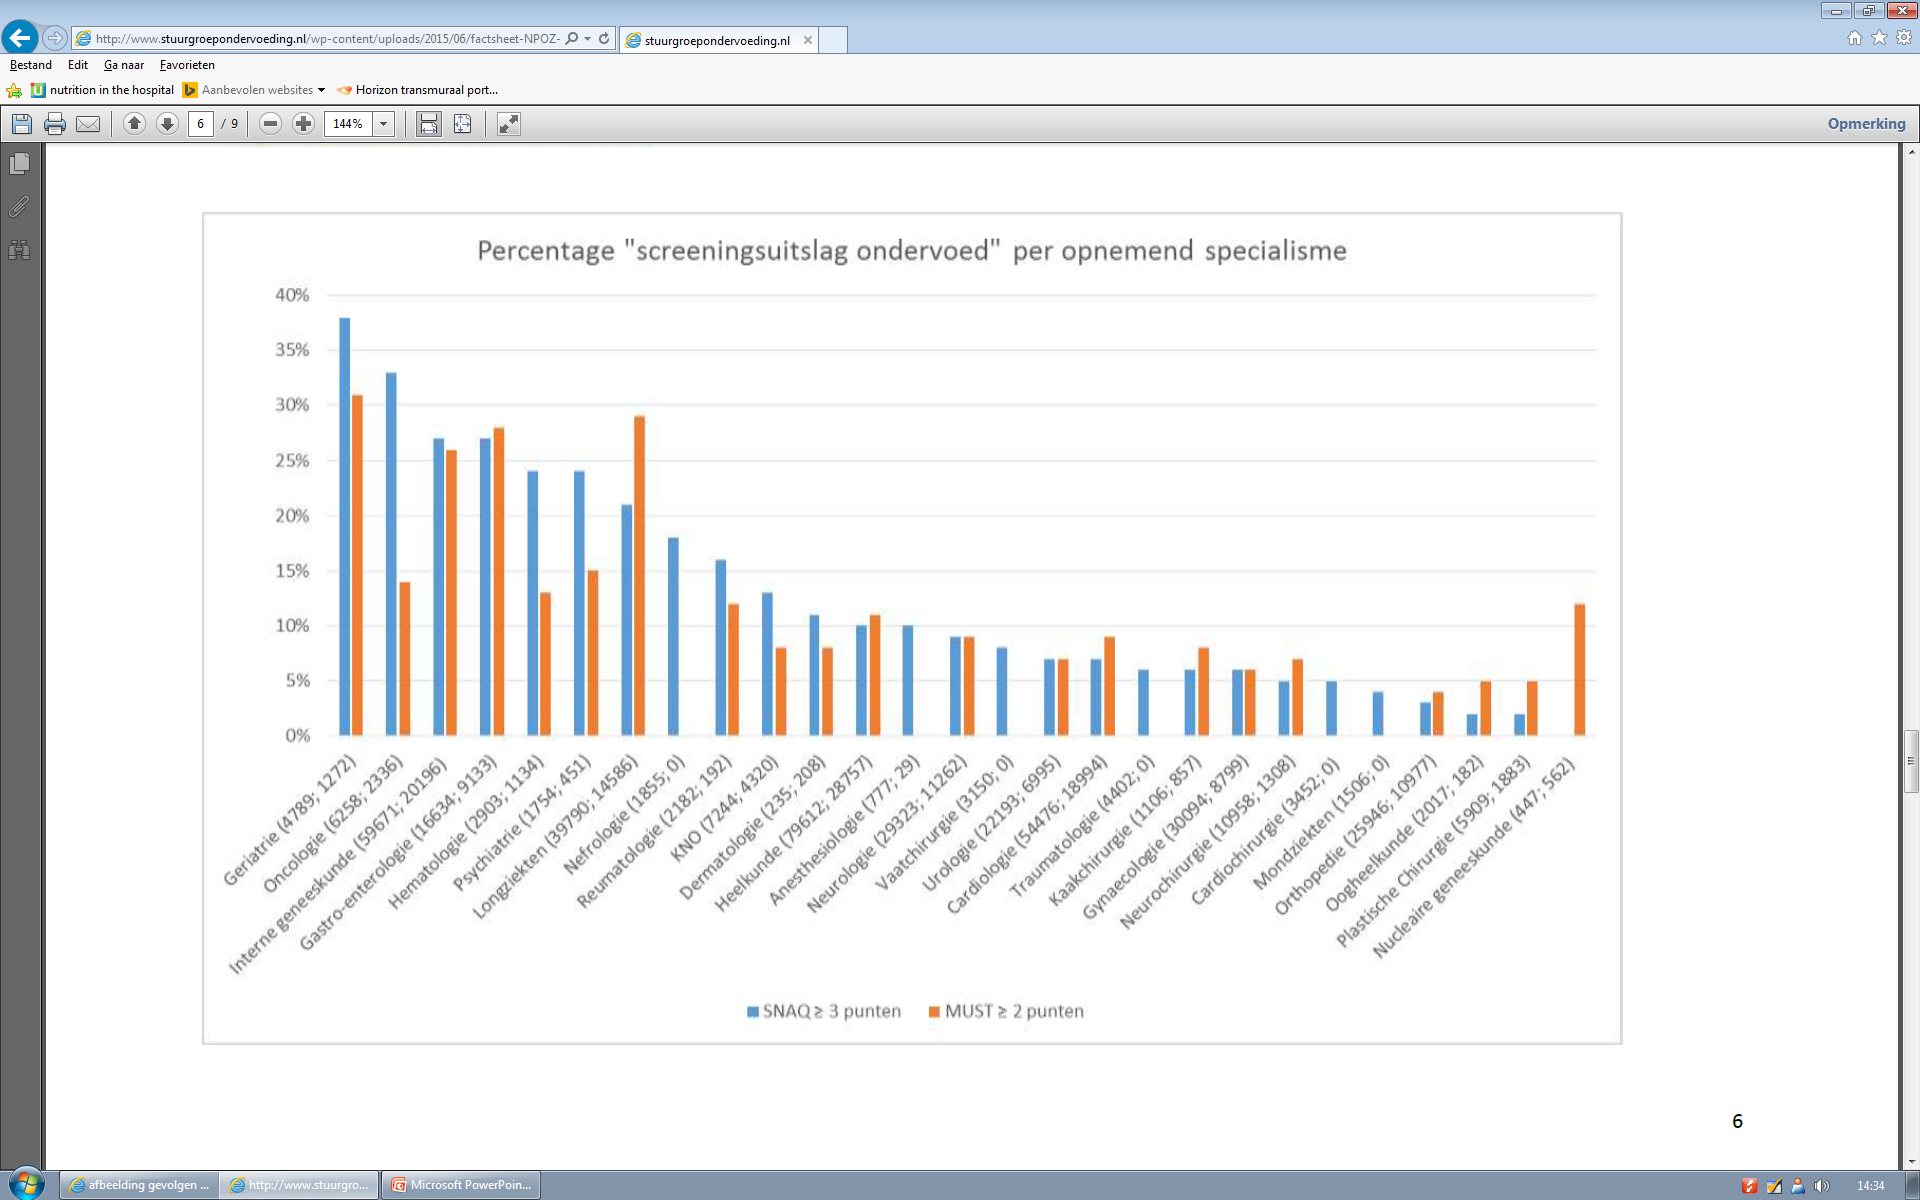 http://www.stuurgroepondervoeding.nl/wp-content/uploads/2015/06/factsheet-NPOZ-
stuurgroepondervoeding.nl
Bestand Edit Ga naar Favorieten
nutrition in the hospital Aanbevolen websites Horizon transmuraal port...
6 / 9 144% Opmerking
Percentage "screeningsuitslag ondervoed" per opnemend specialisme
40%
35%
30%
25%
20%
15%
10%
5%
0%
Geriatrie (4789; 1272)
Oncologie (6258; 2336)
Interne geneeskunde (59671; 20196)
Gastro-enterologie (16634; 9133)
Hematologie (2903; 1134)
Psychiatrie (1754; 451)
Longziekten (39790; 14586)
Nefrologie (1855; 0)
Reumatologie (2182; 192)
KNO (7244; 4320)
Dermatologie (235; 208)
Heelkunde (79612; 28757)
Anesthesiologie (777; 29)
Neurologie (29323; 11262)
Vaatchirurgie (3150; 0)
Urologie (22193; 6995)
Cardiologie (54476; 18994)
Traumatologie (4402; 0)
Kaakchirurgie (1106; 857)
Gynaecologie (30094; 8799)
Neurochirurgie (10958; 1308)
Cardiochirurgie (3452; 0)
Mondziekten (1506; 0)
Orthopedie (25946; 10977)
Oogheelkunde (2017; 182)
Plastische Chirurgie (5909; 1883)
Nucleaire geneeskunde (447; 562)
SNAQ ≥ 3 punten MUST ≥ 2 punten
6
afbeelding gevolgen ... http://www.stuurgro... Microsoft PowerPoin... 14:34